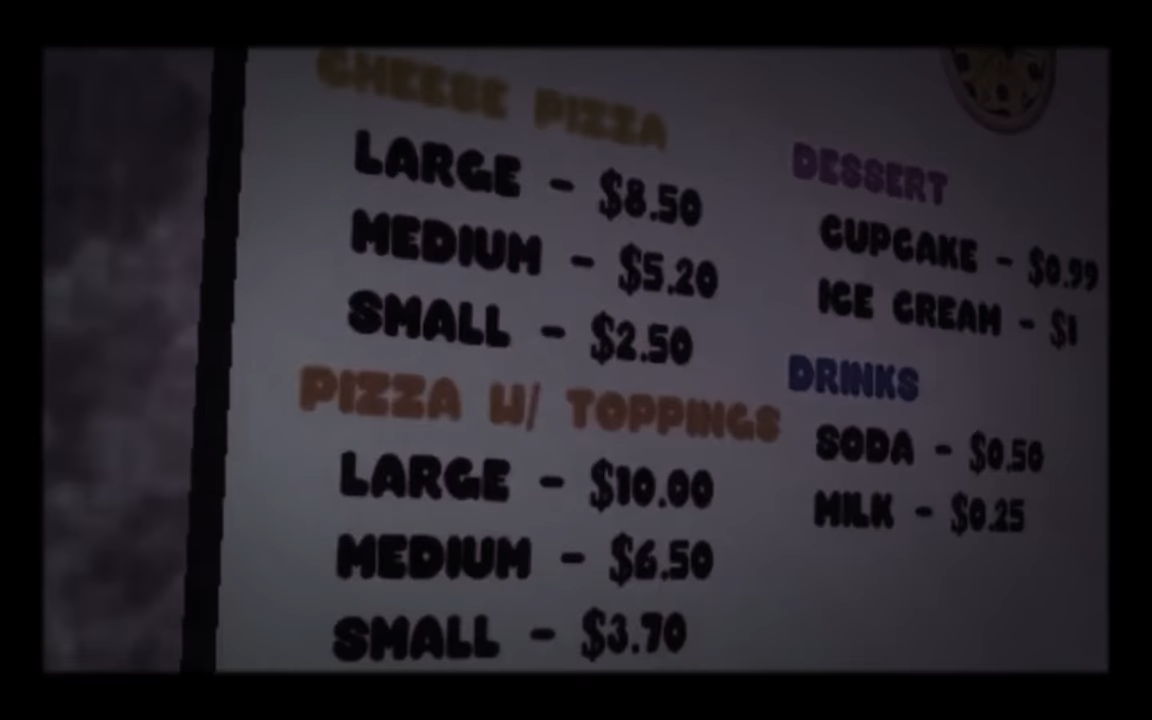 CHEESE PIZZA
LARGE - $8.50
MEDIUM - $5.20
SMALL - $2.50
PIZZA W/ TOPPINGS
LARGE - $10.00
MEDIUM - $6.50
SMALL - $3.70
DESSERT
CUPCAKE - $0.99
ICE CREAM - $1
DRINKS
SODA - $0.50
MILK - $0.25